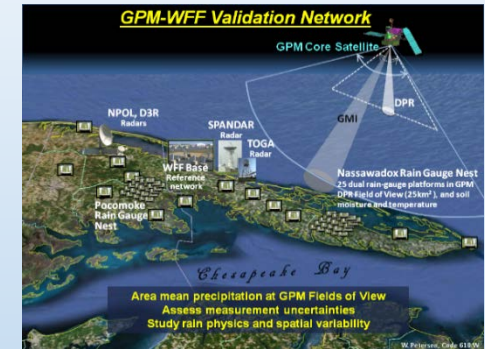 GPM-WFF Validation Network
GPM Core Satellite
DPR
GMI
NPOL, D3R
Radars
SPANDAR
Radar
TOGA
Radar
WFF Base
Reference
network
Nassawadox Rain Gauge Nest
25 dual rain-gauge platforms in GPM
DPR Field of View (25km²), and soil
moisture and temperature
Pocomoke
Rain Gauge
Nest
Chesapeake Bay
Area mean precipitation at GPM Fields of View
Assess measurement uncertainties
Study rain physics and spatial variability
W. Petersen, Code 610.W